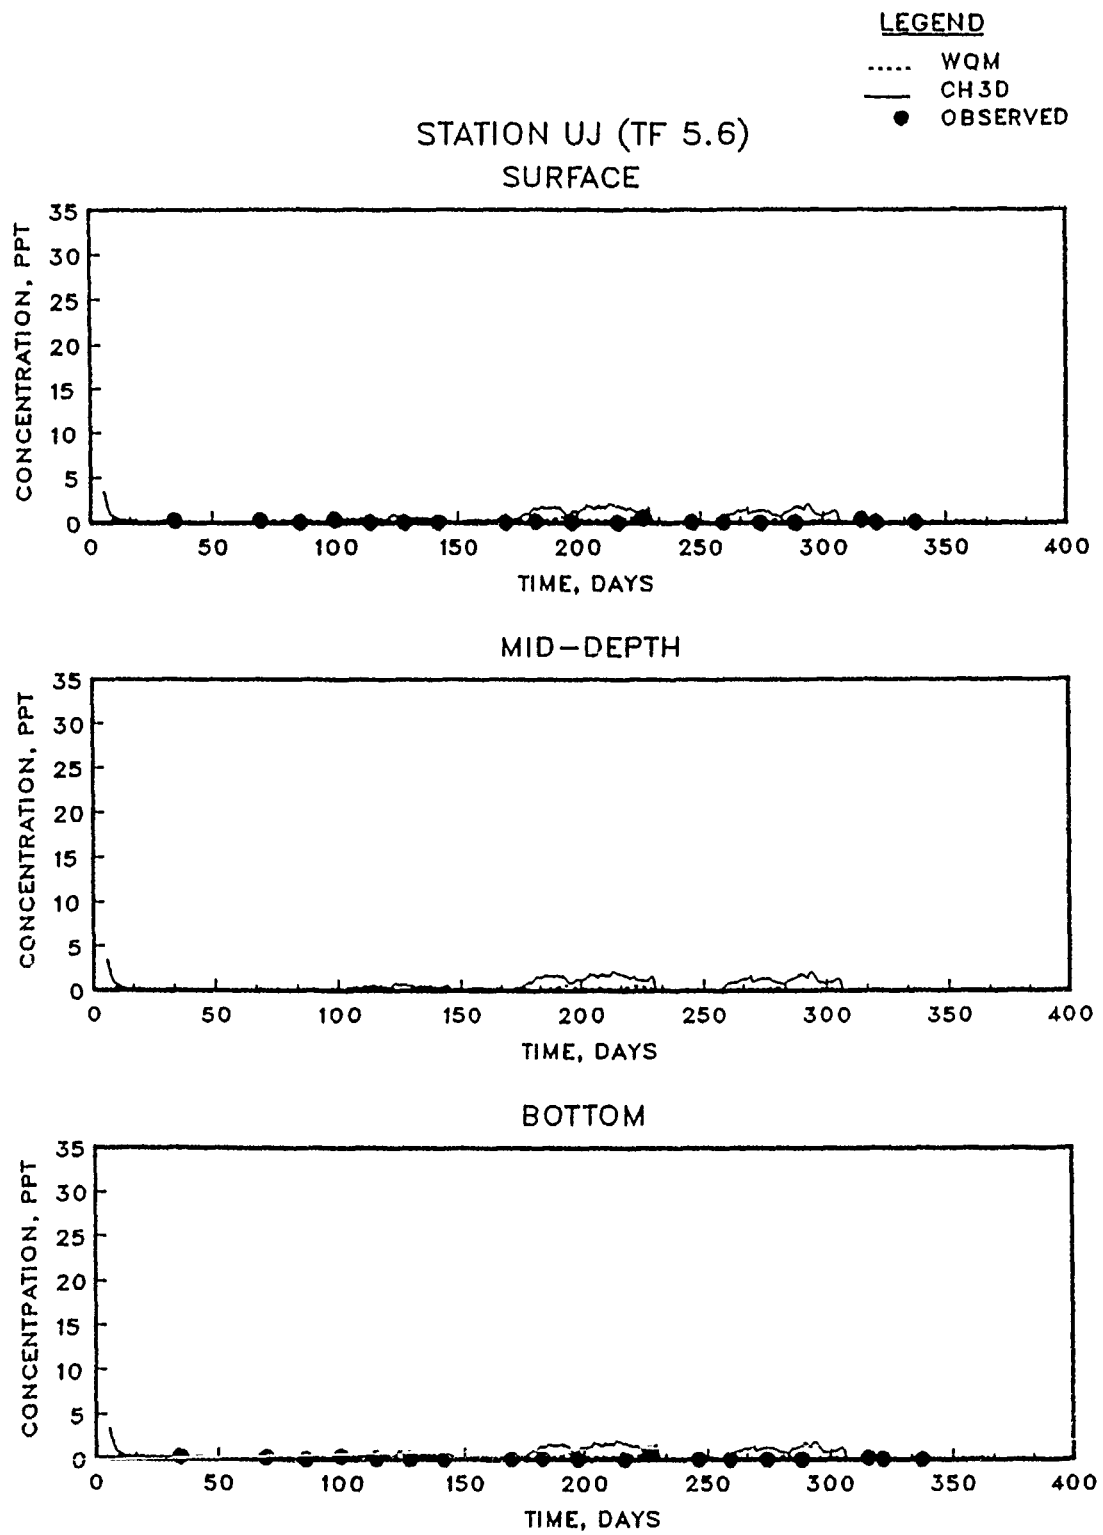 LEGEND
WQM
CH3D
OBSERVED
STATION UJ (TF 5.6)
SURFACE
35
30
25
20
15
10
5
0
CONCENTRATION, PPT
0 50 100 150 200 250 300 350 400
TIME, DAYS
MID-DEPTH
35
30
25
20
15
10
5
0
CONCENTRATION, PPT
0 50 100 150 200 250 300 350 400
TIME, DAYS
BOTTOM
35
30
25
20
15
10
5
0
CONCENTPATION, PPT
0 50 100 150 200 250 300 350 400
TIME, DAYS